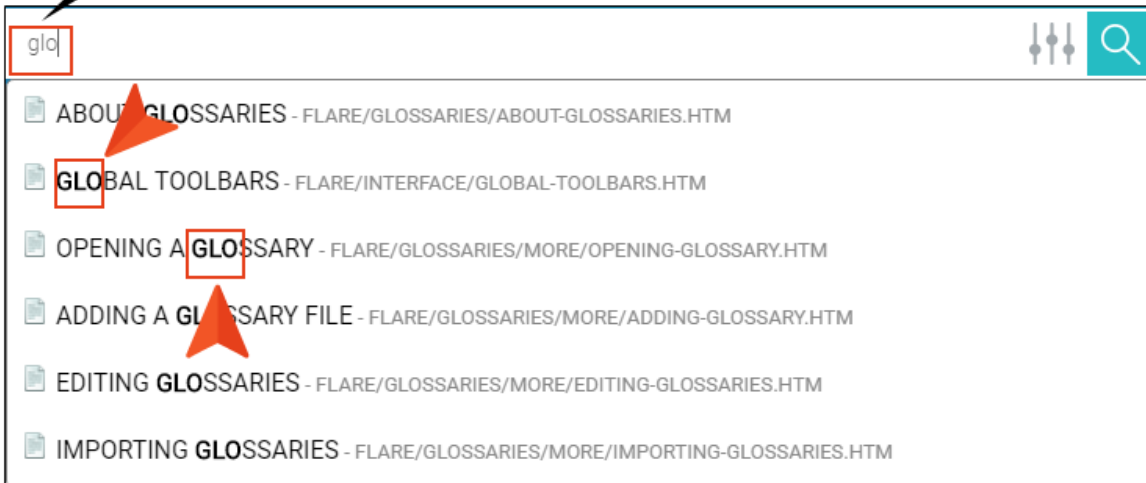 glo
ABOUT GLOSSARIES - FLARE/GLOSSARIES/ABOUT-GLOSSARIES.HTM
GLOBAL TOOLBARS - FLARE/INTERFACE/GLOBAL-TOOLBARS.HTM
OPENING A GLOSSARY - FLARE/GLOSSARIES/MORE/OPENING-GLOSSARY.HTM
ADDING A GLOSSARY FILE - FLARE/GLOSSARIES/MORE/ADDING-GLOSSARY.HTM
EDITING GLOSSARIES - FLARE/GLOSSARIES/MORE/EDITING-GLOSSARIES.HTM
IMPORTING GLOSSARIES - FLARE/GLOSSARIES/MORE/IMPORTING-GLOSSARIES.HTM